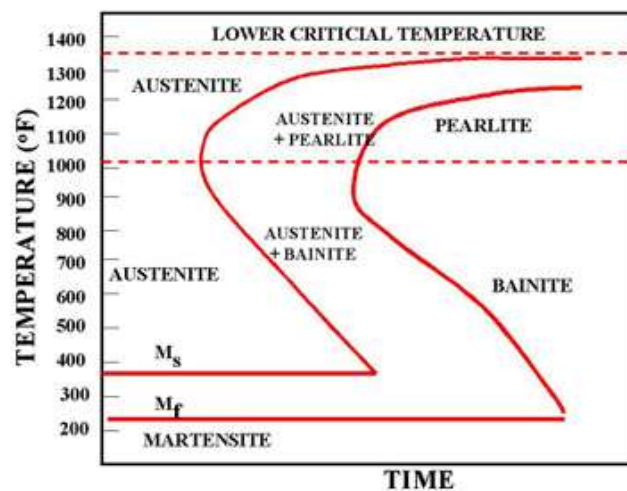 LOWER CRITICIAL TEMPERATURE
1400
1300
1200
1100
1000
900
800
700
600
500
400
300
200
TEMPERATURE (°F)
AUSTENITE
AUSTENITE
+ PEARLITE
PEARLITE
AUSTENITE
+ BAINITE
AUSTENITE
BAINITE
Ms
Mf
MARTENSITE
TIME